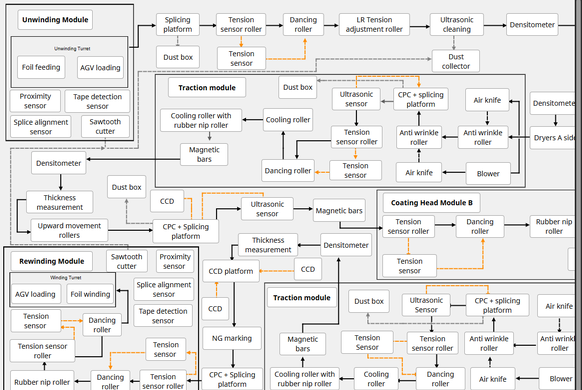 Unwinding Module
Unwinding Turret
Foil feeding
AGV loading
Proximity
sensor
Tape detection
sensor
Splice alignment
sensor
Sawtooth
cutter
Splicing
platform
Tension
sensor roller
Dancing
roller
LR Tension
adjustment roller
Ultrasonic
cleaning
Densitometer
Dust box
Tension
sensor
Dust
collector
Traction module
Dust box
Ultrasonic
sensor
CPC + splicing
platform
Air knife
Densitomete
Cooling roller with
rubber nip roller
Cooling roller
Tension
sensor roller
Anti wrinkle
roller
Anti wrinkle
roller
Dryers A side
Magnetic
bars
Dancing roller
Tension
sensor
Air knife
Blower
Densitometer
Thickness
measurement
Upward movement
rollers
Dust box
CCD
CPC + Splicing
platform
Ultrasonic
sensor
Magnetic bars
Coating Head Module B
Tension
sensor roller
Dancing
roller
Rubber nip
roller
Tension
sensor
Thickness
measurement
Densitometer
CCD platform
CCD
CCD
NG marking
CPC + Splicing
platform
Rewinding Module
Sawtooth
cutter
Proximity
sensor
Winding Turret
AGV loading
Foil winding
Splice alignment
sensor
Tape detection
sensor
Tension
sensor
Dancing
roller
Tension sensor
roller
Tension
sensor
Rubber nip roller
Dancing
roller
Tension
sensor roller
Traction module
Dust box
Ultrasonic
Sensor
CPC + splicing
platform
Air knife
Magnetic
bars
Tension
Sensor
Tension
sensor roller
Anti wrinkle
roller
Anti wrinkl
roller
Cooling roller with
rubber nip roller
Cooling
roller
Dancing
roller
Air knife
Blower